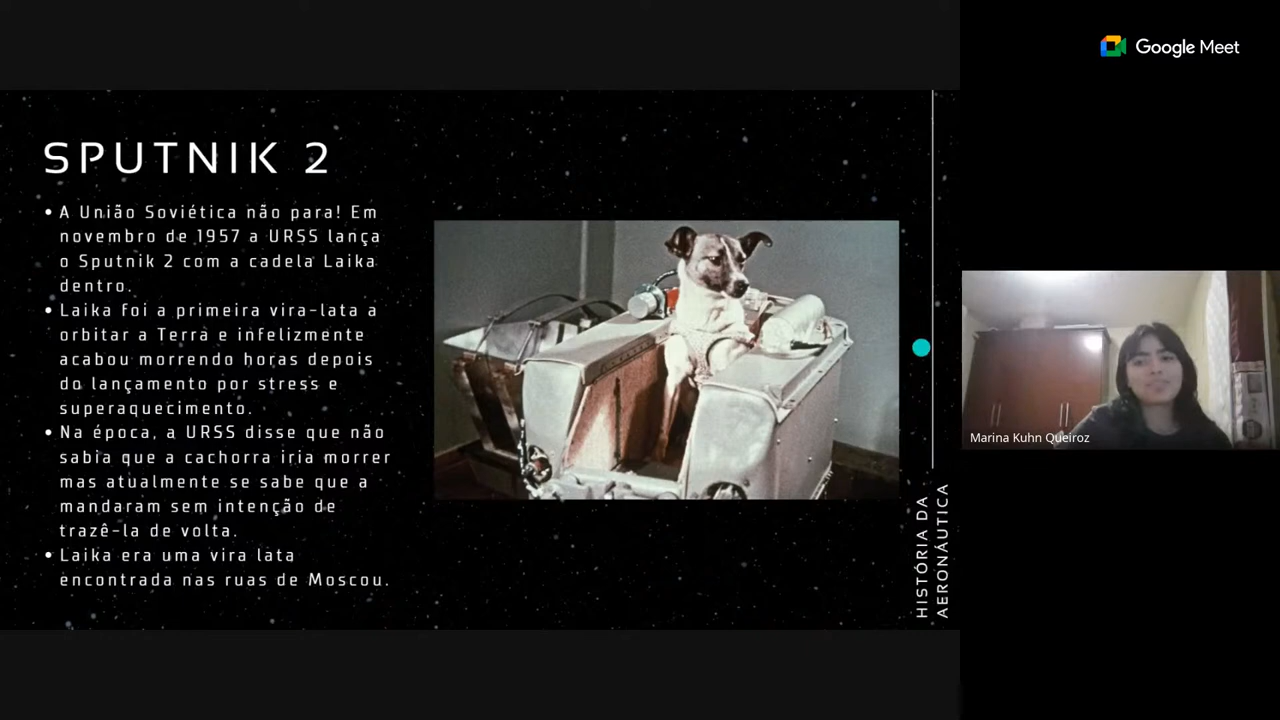 Google Meet
SPUTNIK 2
• A União Soviética não para! Em
novembro de 1957 a URSS lança
o Sputnik 2 com a cadela Laika
dentro.
• Laika foi a primeira vira-lata a
orbitar a Terra e infelizmente
acabou morrendo horas depois
do lançamento por stress e
superaquecimento.
• Na época, a URSS disse que não
sabia que a cachorra iria morrer
mas atualmente se sabe que a
mandaram sem intenção de
trazê-la de volta.
• Laika era uma vira lata
encontrada nas ruas de Moscou.
HISTÓRIA DA
AERONÁUTICA
Marina Kuhn Queiroz